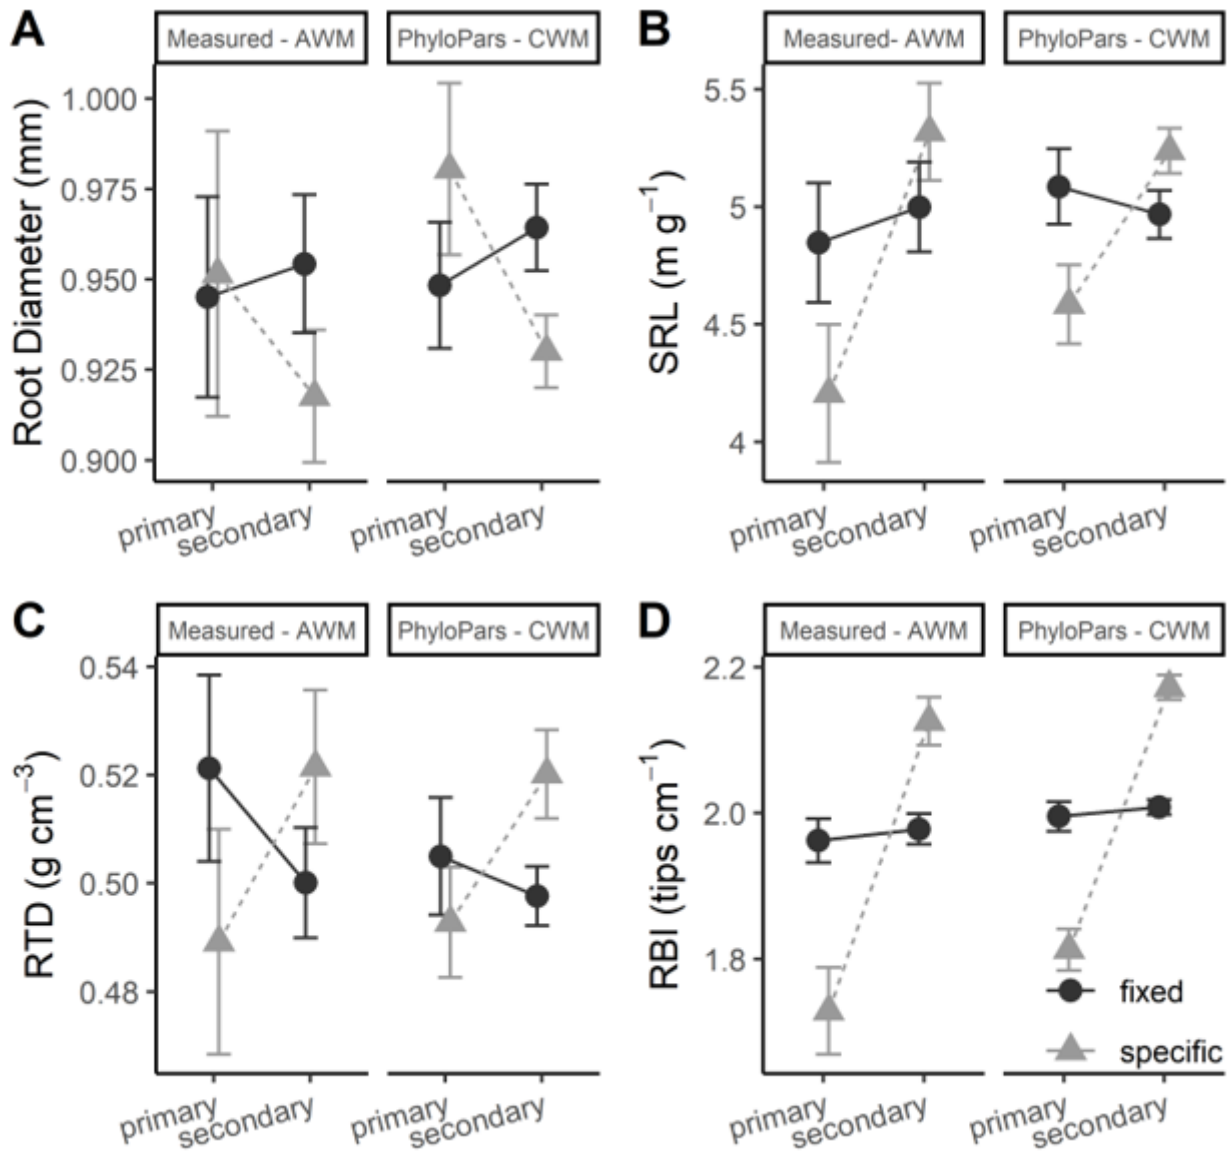 A
Measured - AWM
PhyloPars - CWM
Root Diameter (mm)
1.000
0.975
0.950
0.925
0.900
primary
secondary
primary
secondary
B
Measured- AWM
PhyloPars - CWM
SRL (m g⁻¹)
5.5
5
4.5
4
primary
secondary
primary
secondary
C
Measured - AWM
PhyloPars - CWM
RTD (g cm⁻³)
0.54
0.52
0.50
0.48
primary
secondary
primary
secondary
D
Measured - AWM
PhyloPars - CWM
RBI (tips cm⁻¹)
2.2
2.0
1.8
fixed
specific
primary
secondary
primary
secondary